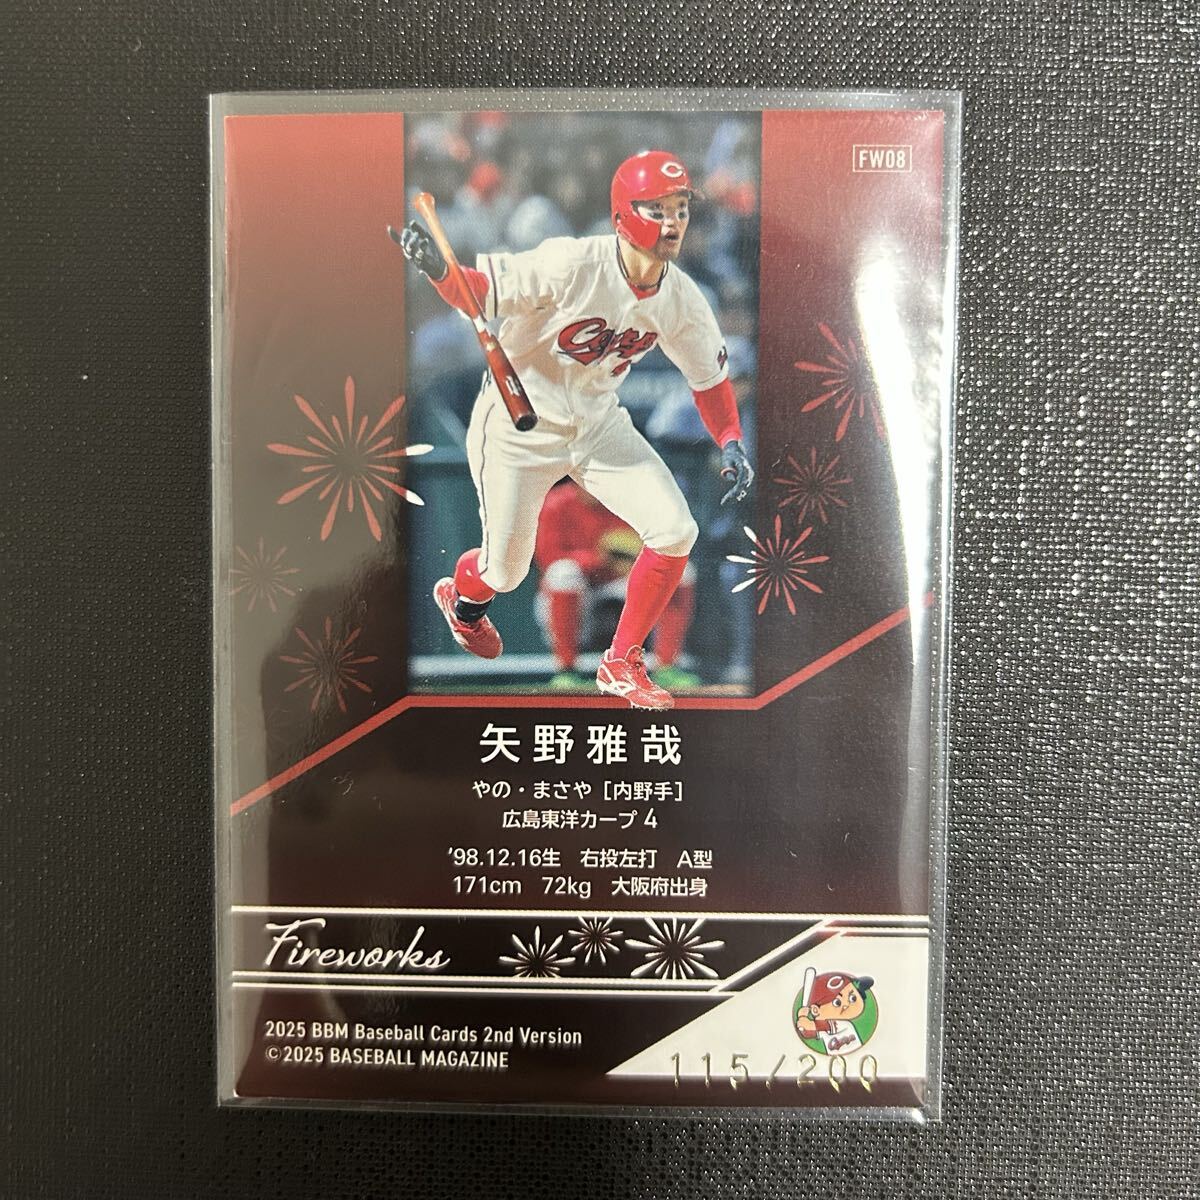 FW08
C
Carp
矢野雅哉
やの・まさや［内野手］
広島東洋カープ 4
'98.12.16生　右投左打　A型
171cm　72kg　大阪府出身
Fireworks
2025 BBM Baseball Cards 2nd Version
©2025 BASEBALL MAGAZINE
C
Carp
115/200